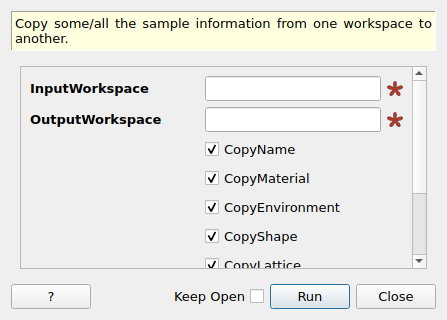 Copy some/all the sample information from one workspace to
another.
InputWorkspace
OutputWorkspace
CopyName
CopyMaterial
CopyEnvironment
CopyShape
CopyLattice
? Keep Open Run Close